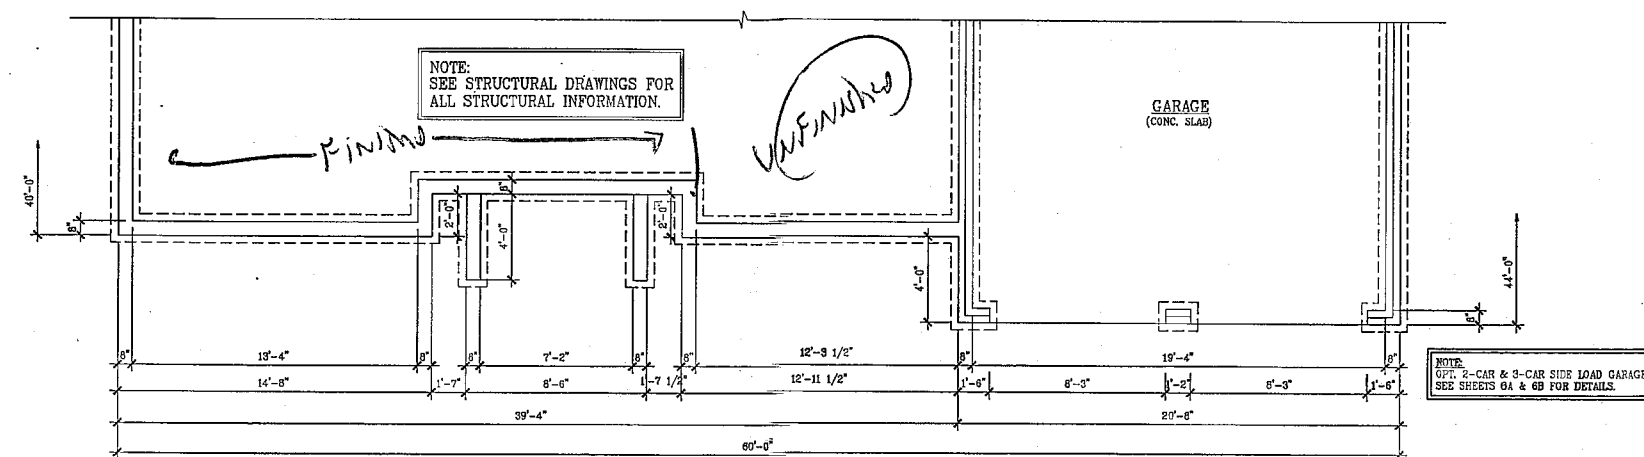 NOTE:
SEE STRUCTURAL DRAWINGS FOR
ALL STRUCTURAL INFORMATION.
FINISHED
UNFINISHED
GARAGE
(CONC. SLAB)
40'-0"
8"
8"
2'-0"
4'-0"
2'-0"
4'-0"
44'-0"
8"
8" 13'-4" 8" 8" 7'-2" 8" 8" 12'-3 1/2" 8" 19'-4" 8"
14'-8" 1'-7" 8'-6" 1-7 1/2" 12'-11 1/2" 1'-6" 8'-3" 1'-2" 8'-3" 1'-6"
39'-4" 20'-8"
60'-0"
NOTE:
OPT. 2-CAR & 3-CAR SIDE LOAD GARAGE
SEE SHEETS 6A & 6B FOR DETAILS.